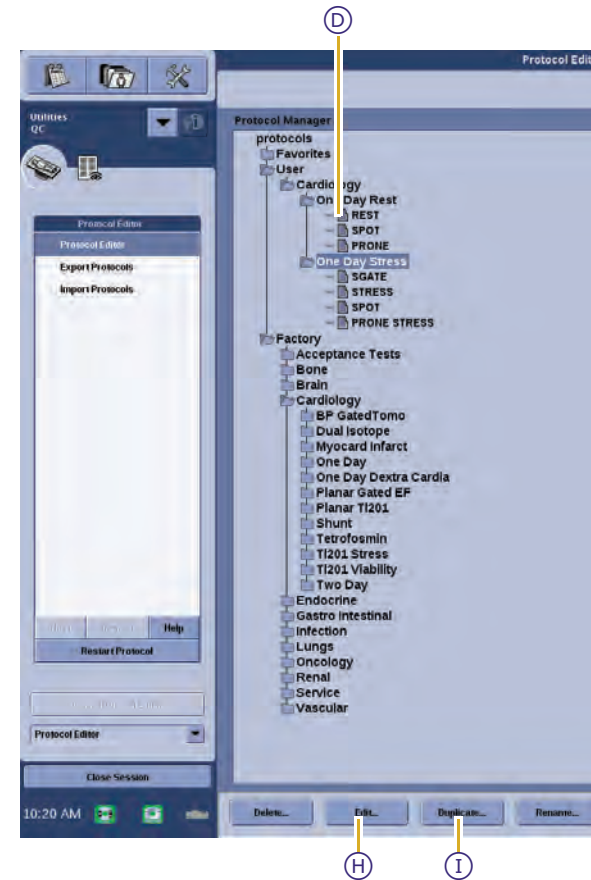 D
Protocol Edit
Utilities
QC
Protocol Manager
protocols
Favorites
User
Cardiology
One Day Rest
REST
SPOT
PRONE
One Day Stress
SGATE
STRESS
SPOT
PRONE STRESS
Factory
Acceptance Tests
Bone
Brain
Cardiology
BP GatedTomo
Dual Isotope
Myocard Infarct
One Day
One Day Dextra Cardia
Planar Gated EF
Planar Tl201
Shunt
Tetrofosmin
Tl201 Stress
Tl201 Viability
Two Day
Endocrine
Gastro Intestinal
Infection
Lungs
Oncology
Renal
Service
Vascular
Protocol Editor
Protocol Editor
Export Protocols
Import Protocols
Help
Restart Protocol
Protocol Editor
Close Session
10:20 AM
Delete... Edit... Duplicate... Rename...
H I